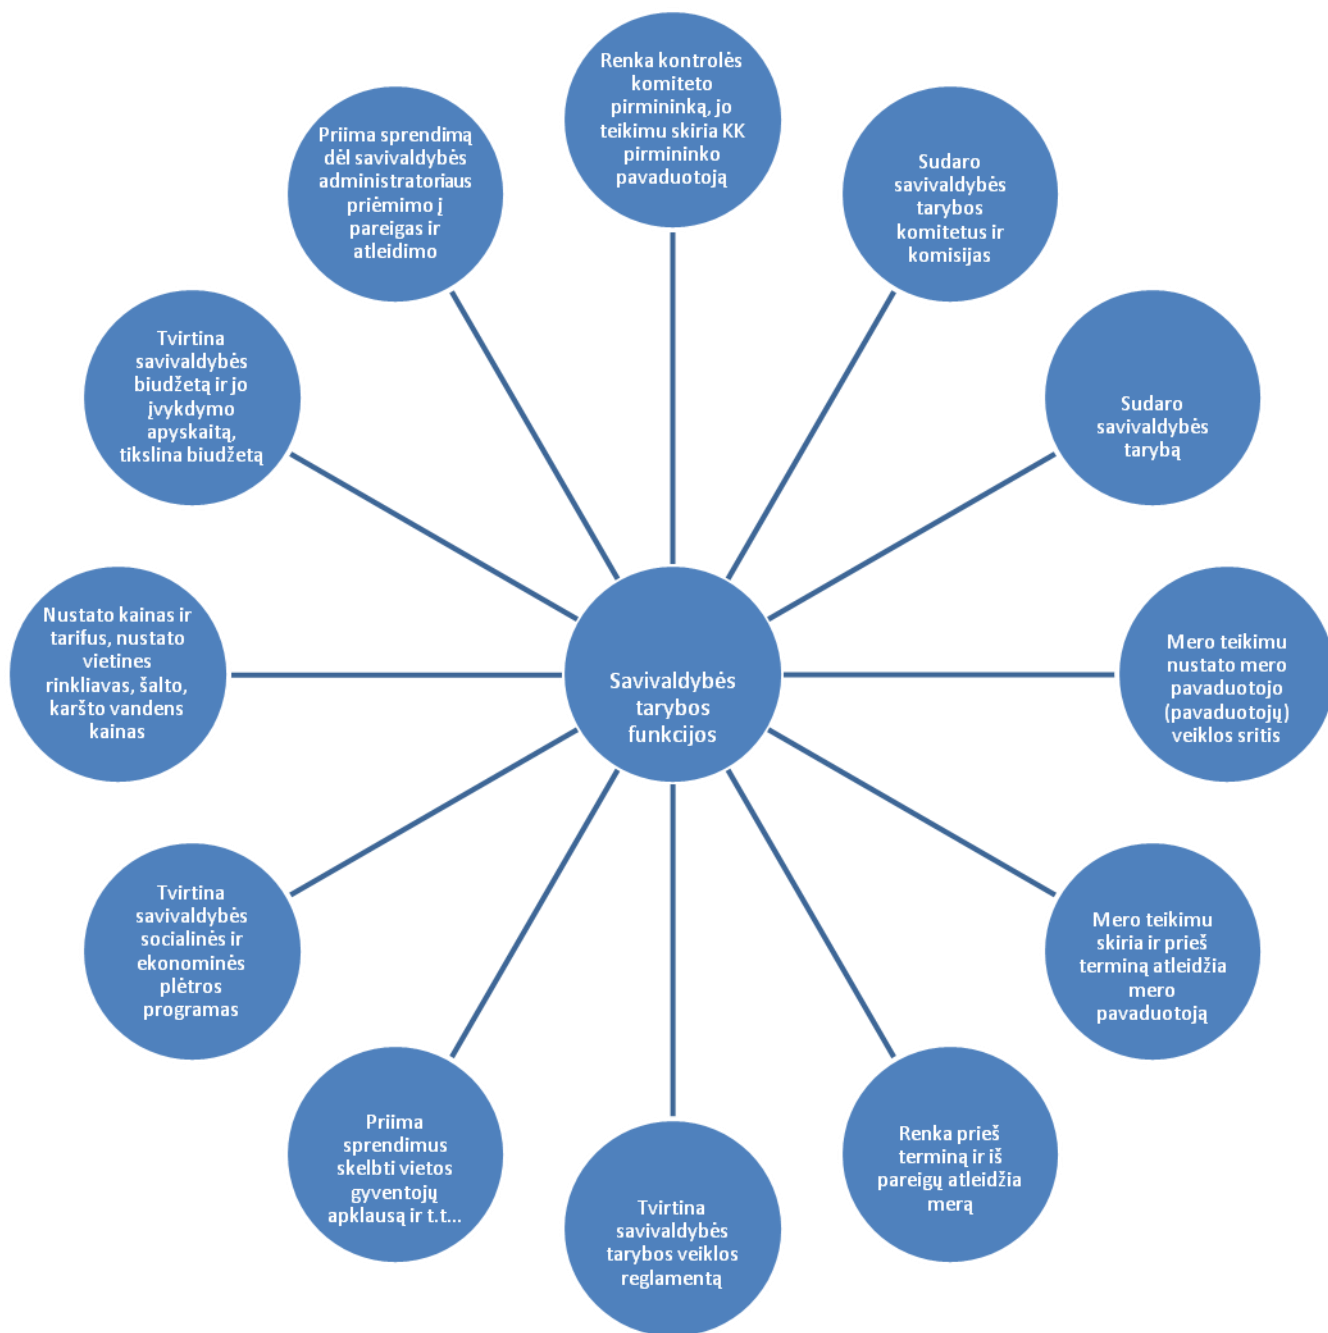 Renka kontrolės
komiteto
pirmininką, jo
teikimu skiria KK
pirmininko
pavaduotoją
Sudaro
savivaldybės
tarybos
komitetus ir
komisijas
Sudaro
savivaldybės
tarybą
Mero teikimu
nustato mero
pavaduotojo
(pavaduotojų)
veiklos sritis
Mero teikimu
skiria ir prieš
terminą atleidžia
mero
pavaduotoją
Renka prieš
terminą ir iš
pareigų atleidžia
merą
Tvirtina
savivaldybės
tarybos veiklos
reglamentą
Priima
sprendimus
skelbti vietos
gyventojų
apklausą ir t.t...
Tvirtina
savivaldybės
socialinės ir
ekonominės
plėtros
programas
Nustato kainas ir
tarifus, nustato
vietines
rinkliavas, šalto,
karšto vandens
kainas
Tvirtina
savivaldybės
biudžetą ir jo
įvykdymo
apyskaitą,
tikslina biudžetą
Priima sprendimą
dėl savivaldybės
administratoriaus
priėmimo į
pareigas ir
atleidimo
Savivaldybės
tarybos
funkcijos